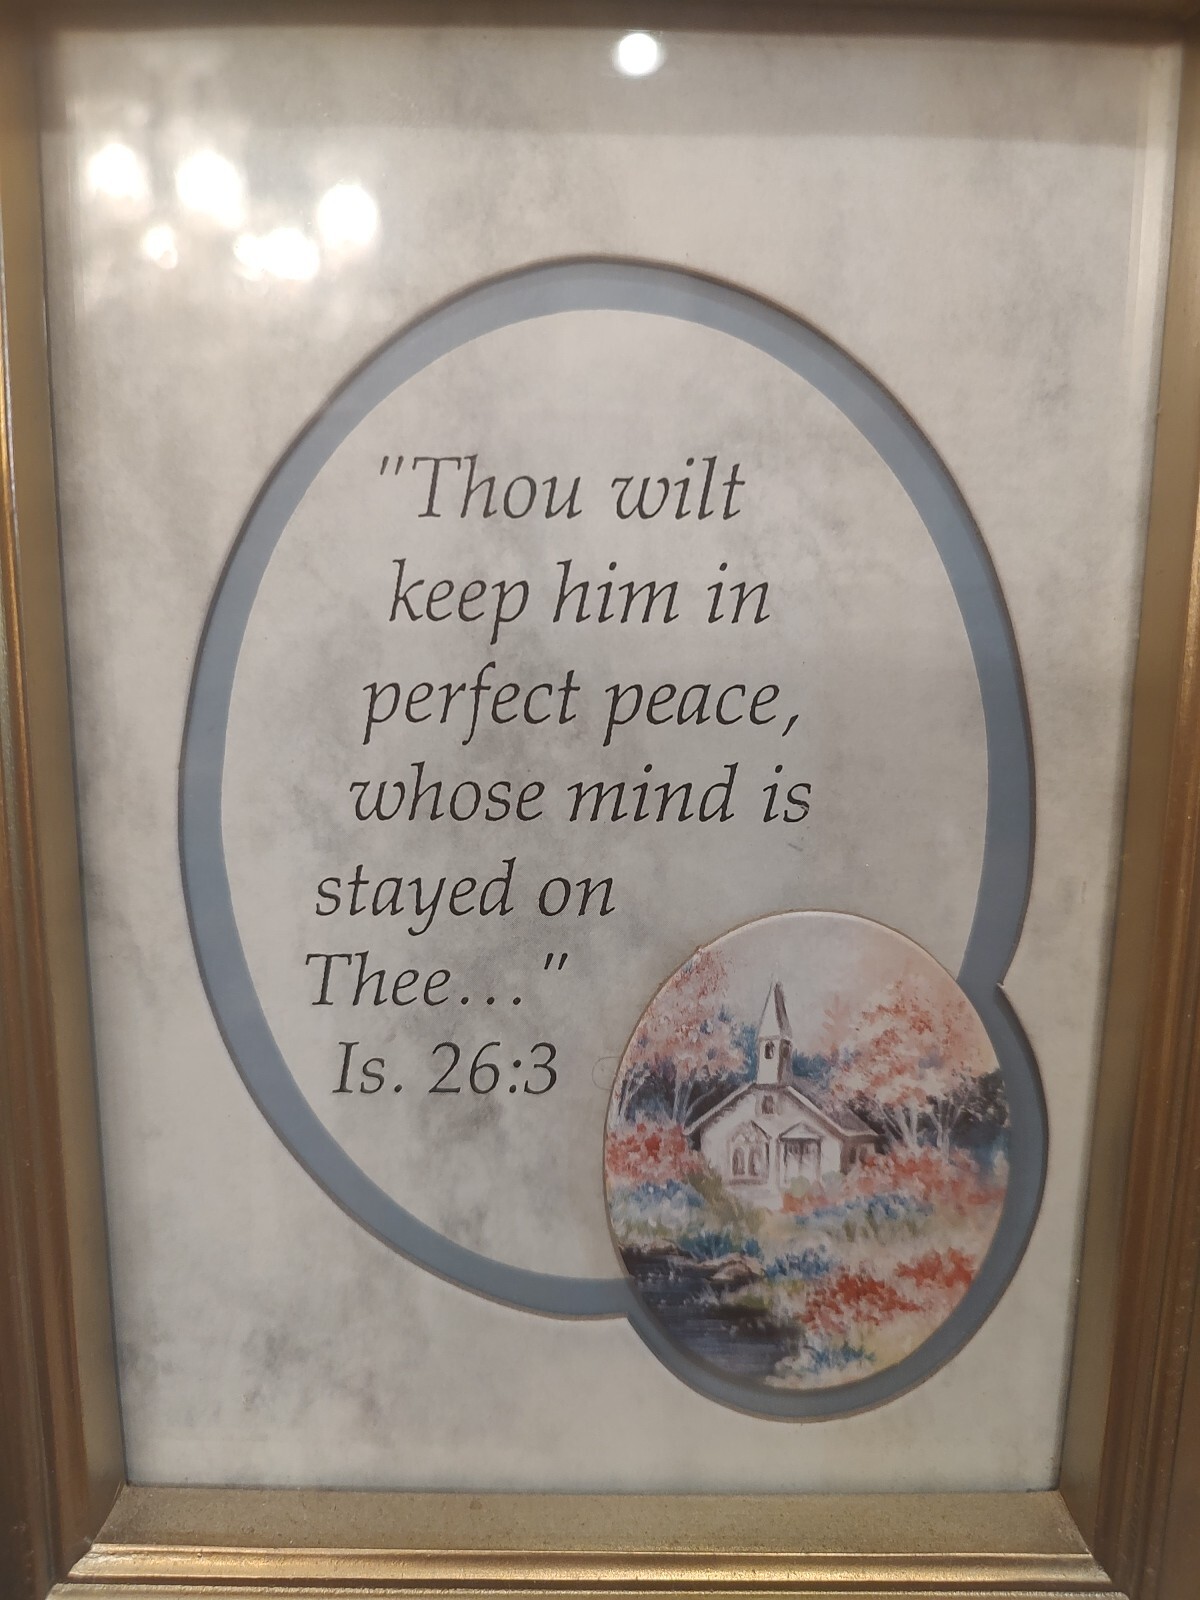 "Thou wilt
keep him in
perfect peace,
whose mind is
stayed on
Thee..."
Is. 26:3